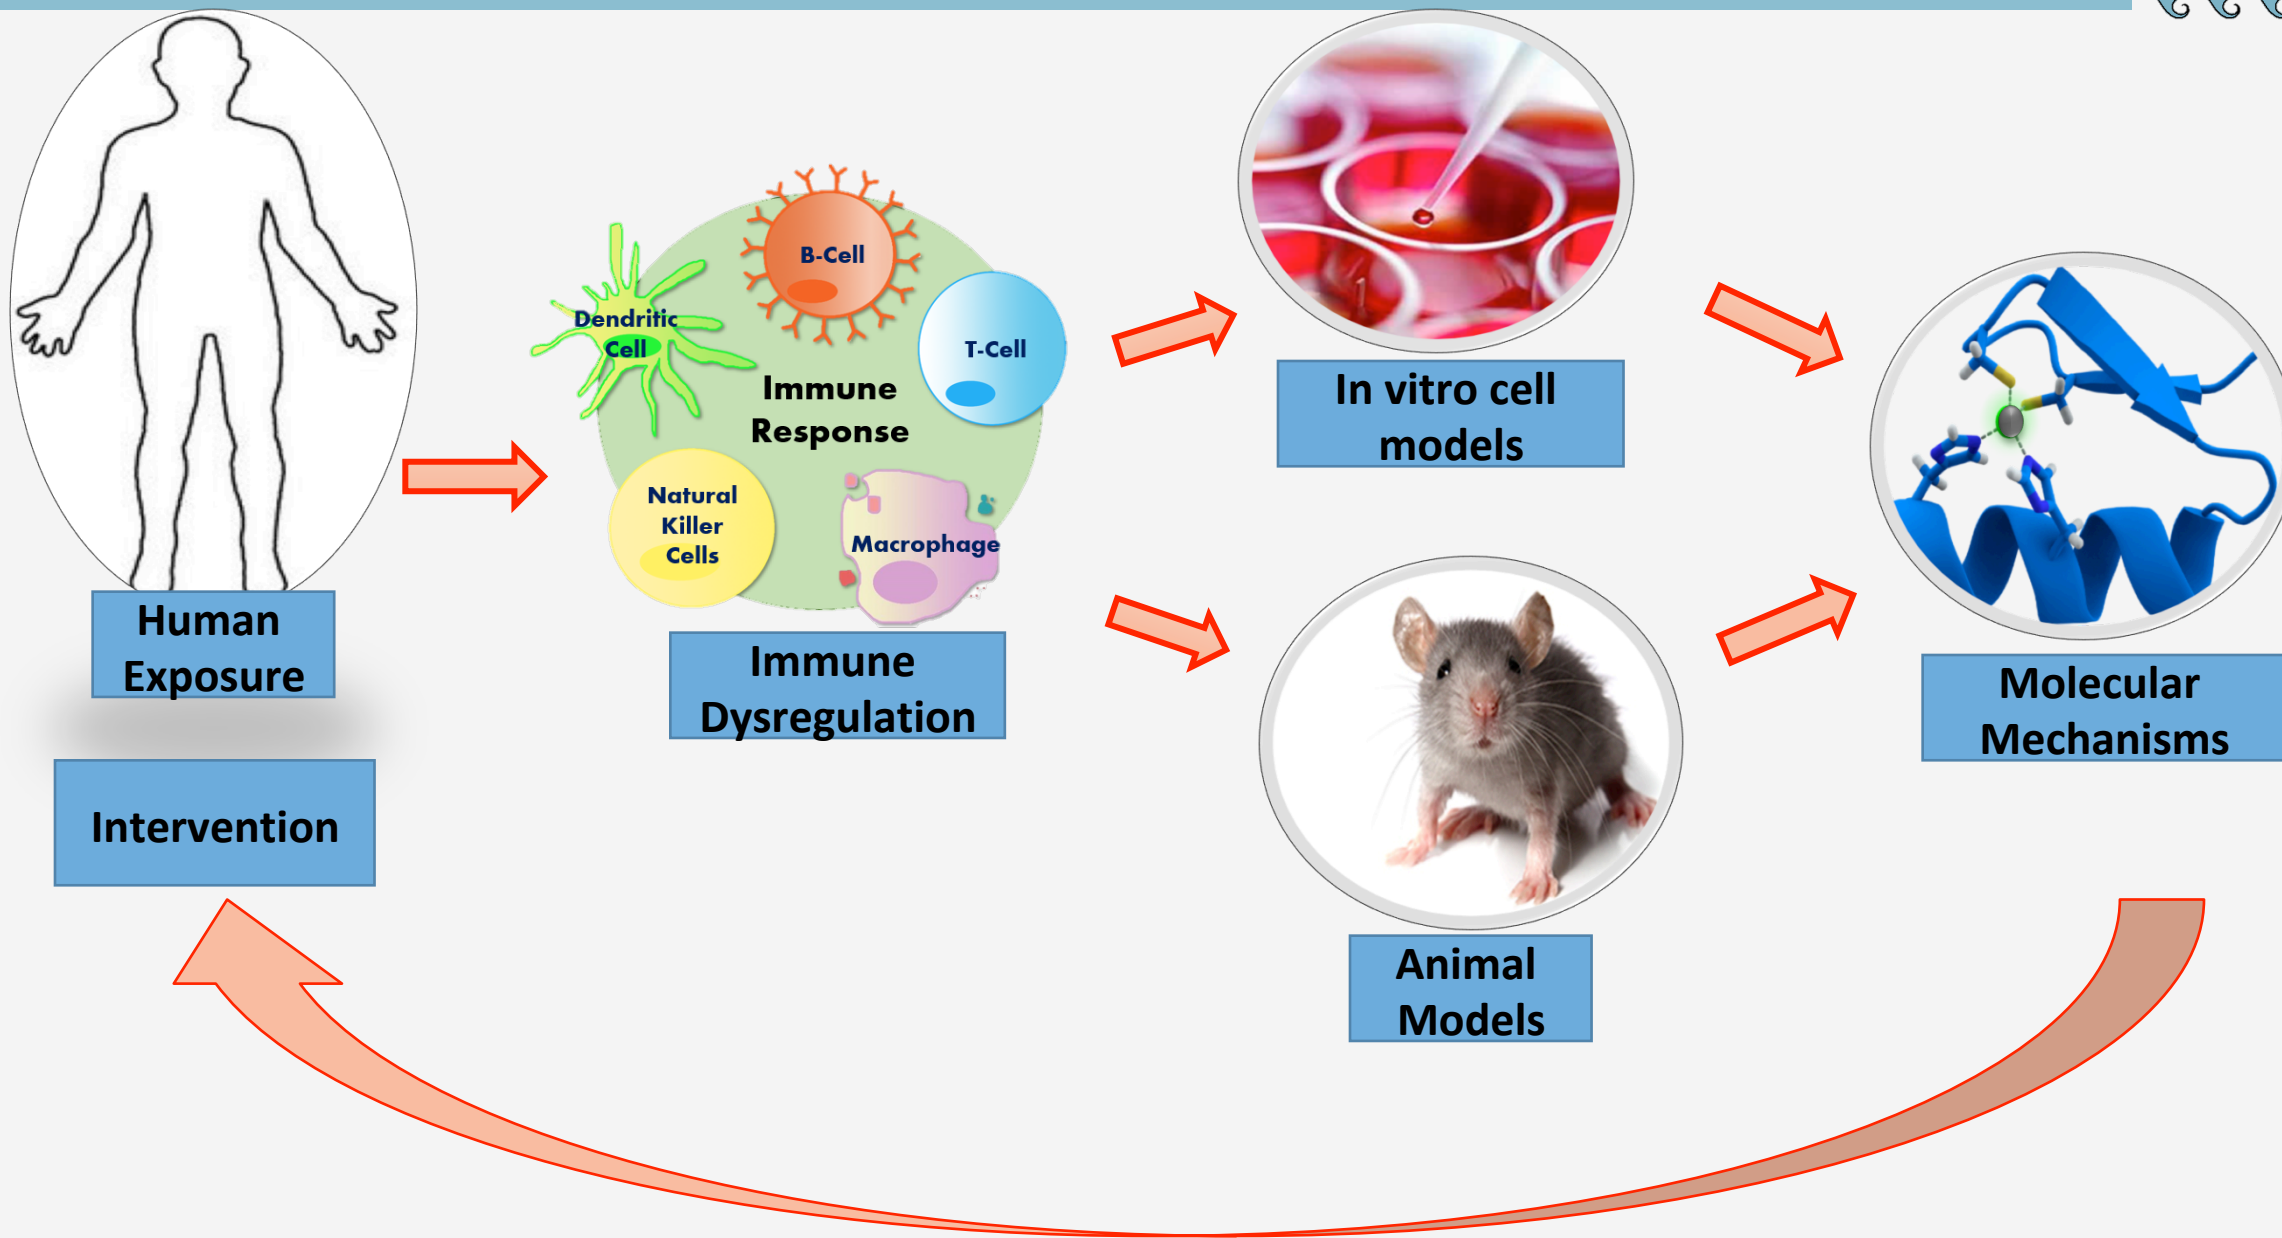 B-Cell
Dendritic
Cell
T-Cell
Immune
Response
Natural
Killer
Cells
Macrophage
Human
Exposure
Intervention
Immune
Dysregulation
In vitro cell
models
Animal
Models
Molecular
Mechanisms